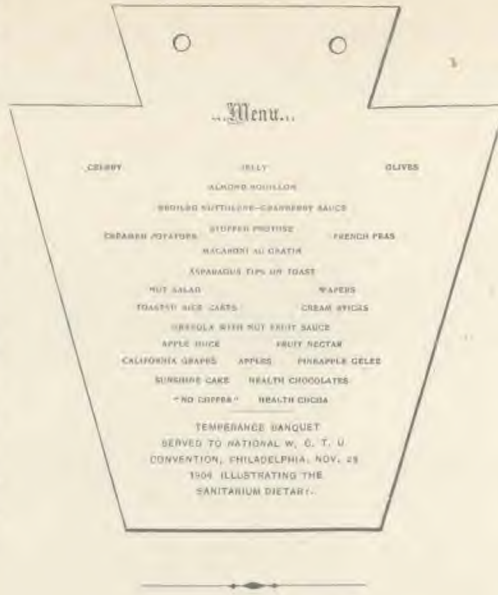 ...Menu...
CELERY JELLY OLIVES
ALMOND BOUILLON
BROILED NUTTOLENE—CRANBERRY SAUCE
STUFFED PROTOSE
CREAMED POTATOES FRENCH PEAS
MACARONI AU GRATIN
ASPARAGUS TIPS ON TOAST
NUT SALAD WAFERS
TOASTED RICE CAKES CREAM STICKS
GRANOLA WITH NUT FRUIT SAUCE
APPLE JUICE FRUIT NECTAR
CALIFORNIA GRAPES APPLES PINEAPPLE GELEE
SUNSHINE CAKE HEALTH CHOCOLATES
"NO COFFEE" HEALTH COCOA
TEMPERANCE BANQUET
SERVED TO NATIONAL W. C. T. U.
CONVENTION, PHILADELPHIA, NOV. 29
1904 ILLUSTRATING THE
SANITARIUM DIETARY.